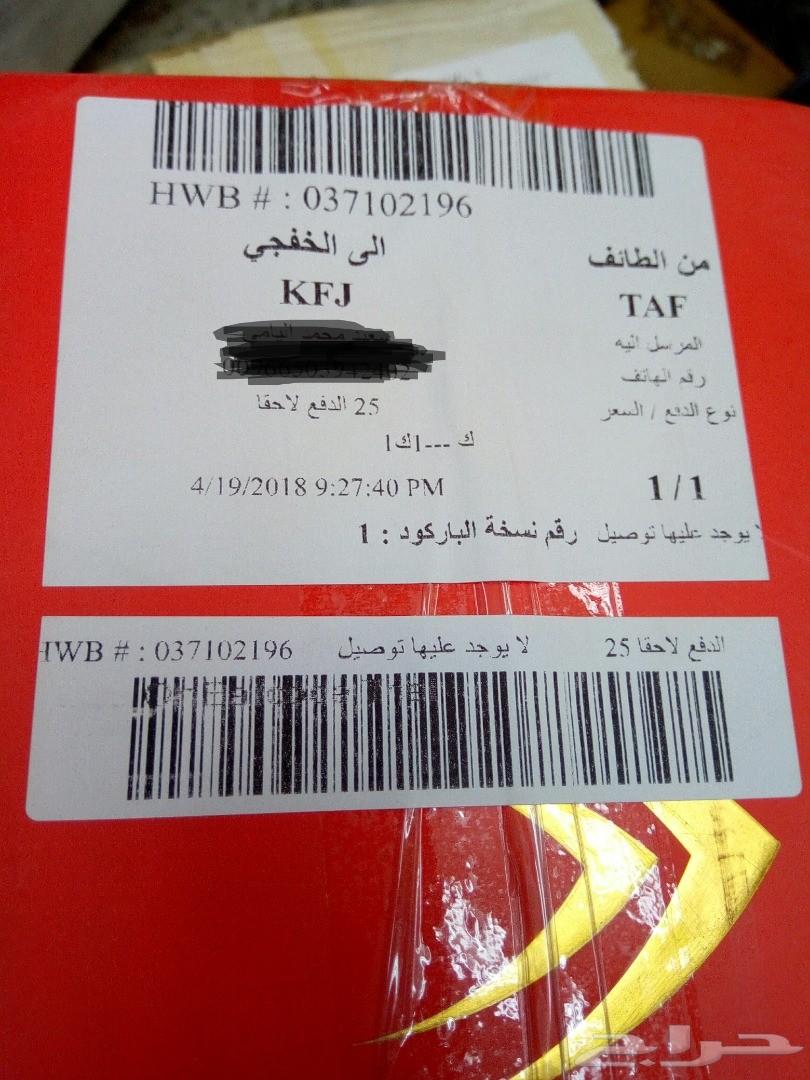 HWB # : 037102196
من الطائف
الى الخفجي
TAF
KFJ
المرسل اليه
رقم الهاتف
نوع الدفع / السعر
25 الدفع لاحقا
ك ---1ك1
1 / 1
4/19/2018 9:27:40 PM
لا يوجد عليها توصيل رقم نسخة الباركود : 1
HWB # : 037102196 لا يوجد عليها توصيل الدفع لاحقا 25
حراج